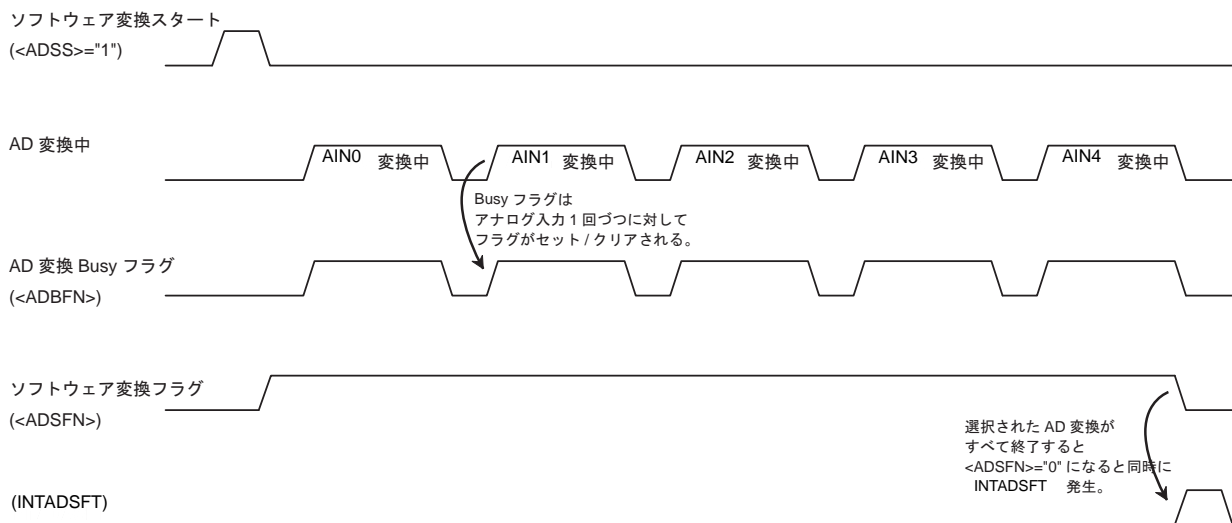 ソフトウェア変換スタート
(<ADSS>="1")
AD 変換中
AIN0 変換中
AIN1 変換中
AIN2 変換中
AIN3 変換中
AIN4 変換中
Busy フラグは
アナログ入力 1 回づつに対して
フラグがセット / クリアされる。
AD 変換 Busy フラグ
(<ADBFN>)
ソフトウェア変換フラグ
(<ADSFN>)
選択された AD 変換が
すべて終了すると
<ADSFN>="0" になると同時に
INTADSFT 発生。
(INTADSFT)